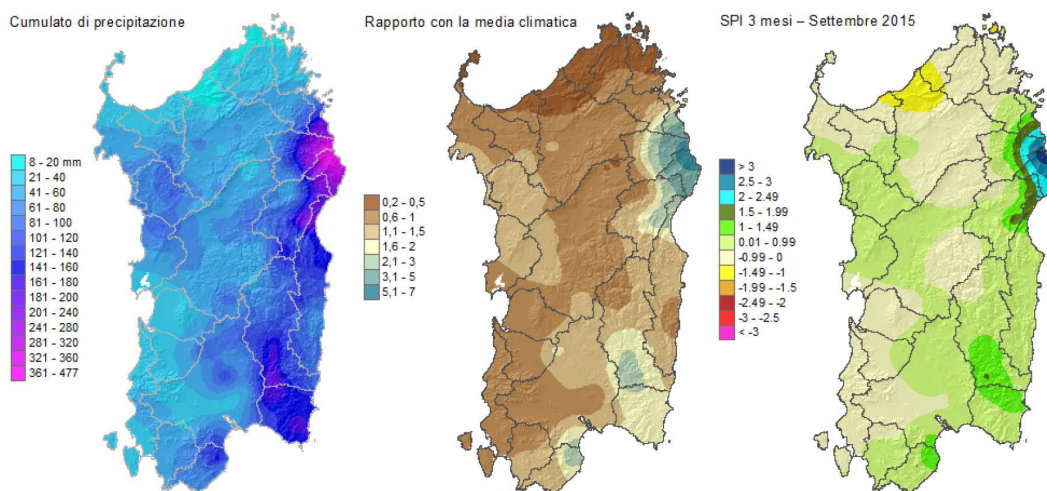 Cumulato di precipitazione
8 - 20 mm
21 - 40
41 - 60
61 - 80
81 - 100
101 - 120
121 - 140
141 - 160
161 - 180
181 - 200
201 - 240
241 - 280
281 - 320
321 - 360
361 - 477
Rapporto con la media climatica
0,2 - 0,5
0,6 - 1
1,1 - 1,5
1,6 - 2
2,1 - 3
3,1 - 5
5,1 - 7
SPI 3 mesi – Settembre 2015
> 3
2.5 - 3
2 - 2.49
1.5 - 1.99
1 - 1.49
0.01 - 0.99
-0.99 - 0
-1.49 - -1
-1.99 - -1.5
-2.49 - -2
-3 - -2.5
< -3